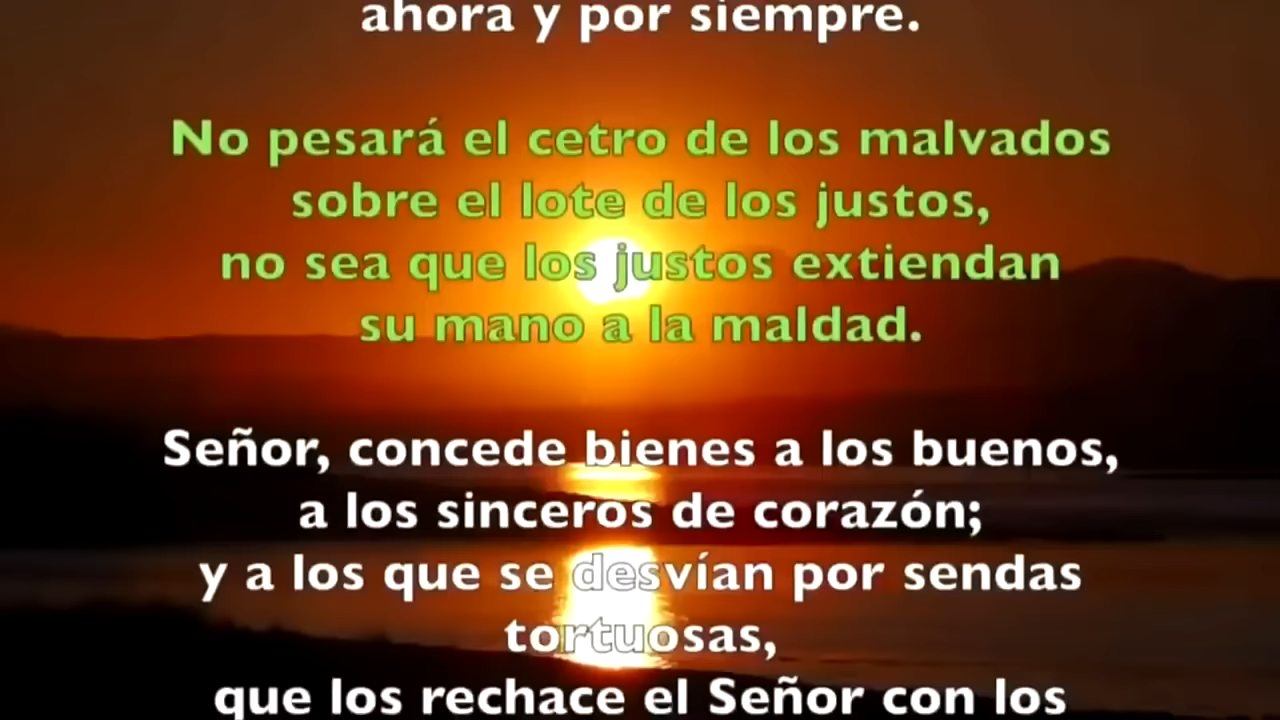 ahora y por siempre.
No pesará el cetro de los malvados
sobre el lote de los justos,
no sea que los justos extiendan
su mano a la maldad.
Señor, concede bienes a los buenos,
a los sinceros de corazón;
y a los que se desvían por sendas
tortuosas,
que los rechace el Señor con los